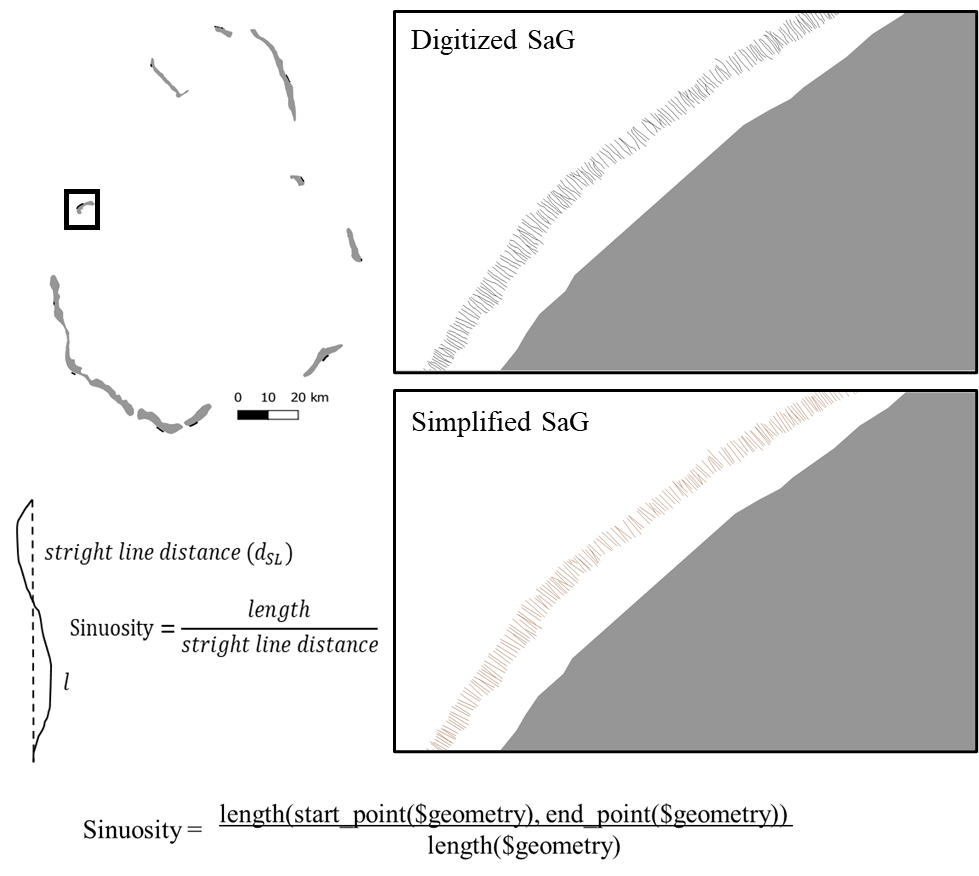 Digitized SaG
0 10 20 km
Simplified SaG
stright line distance (d_SL)
Sinuosity = length / stright line distance
l
Sinuosity = length(start_point($geometry), end_point($geometry)) / length($geometry)